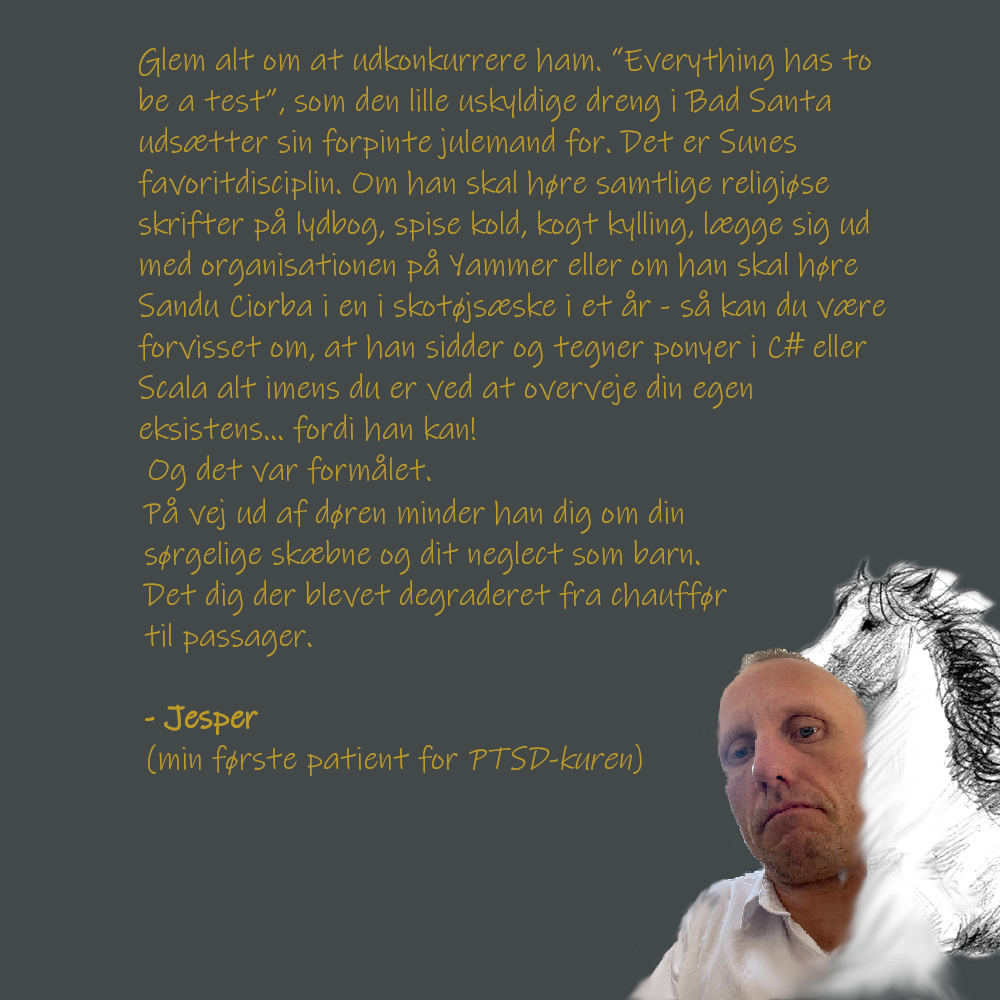 Glem alt om at udkonkurrere ham. “Everything has to
be a test”, som den lille uskyldige dreng i Bad Santa
udsætter sin forpinte julemand for. Det er Sunes
favoritdisciplin. Om han skal høre samtlige religiøse
skrifter på lydbog, spise kold, kogt kylling, lægge sig ud
med organisationen på Yammer eller om han skal høre
Sandu Ciorba i en i skotøjsæske i et år - så kan du være
forvisset om, at han sidder og tegner ponyer i C# eller
Scala alt imens du er ved at overveje din egen
eksistens... fordi han kan!
Og det var formålet.
På vej ud af døren minder han dig om din
sørgelige skæbne og dit neglect som barn.
Det dig der blevet degraderet fra chauffør
til passager.
- Jesper
(min første patient for PTSD-kuren)